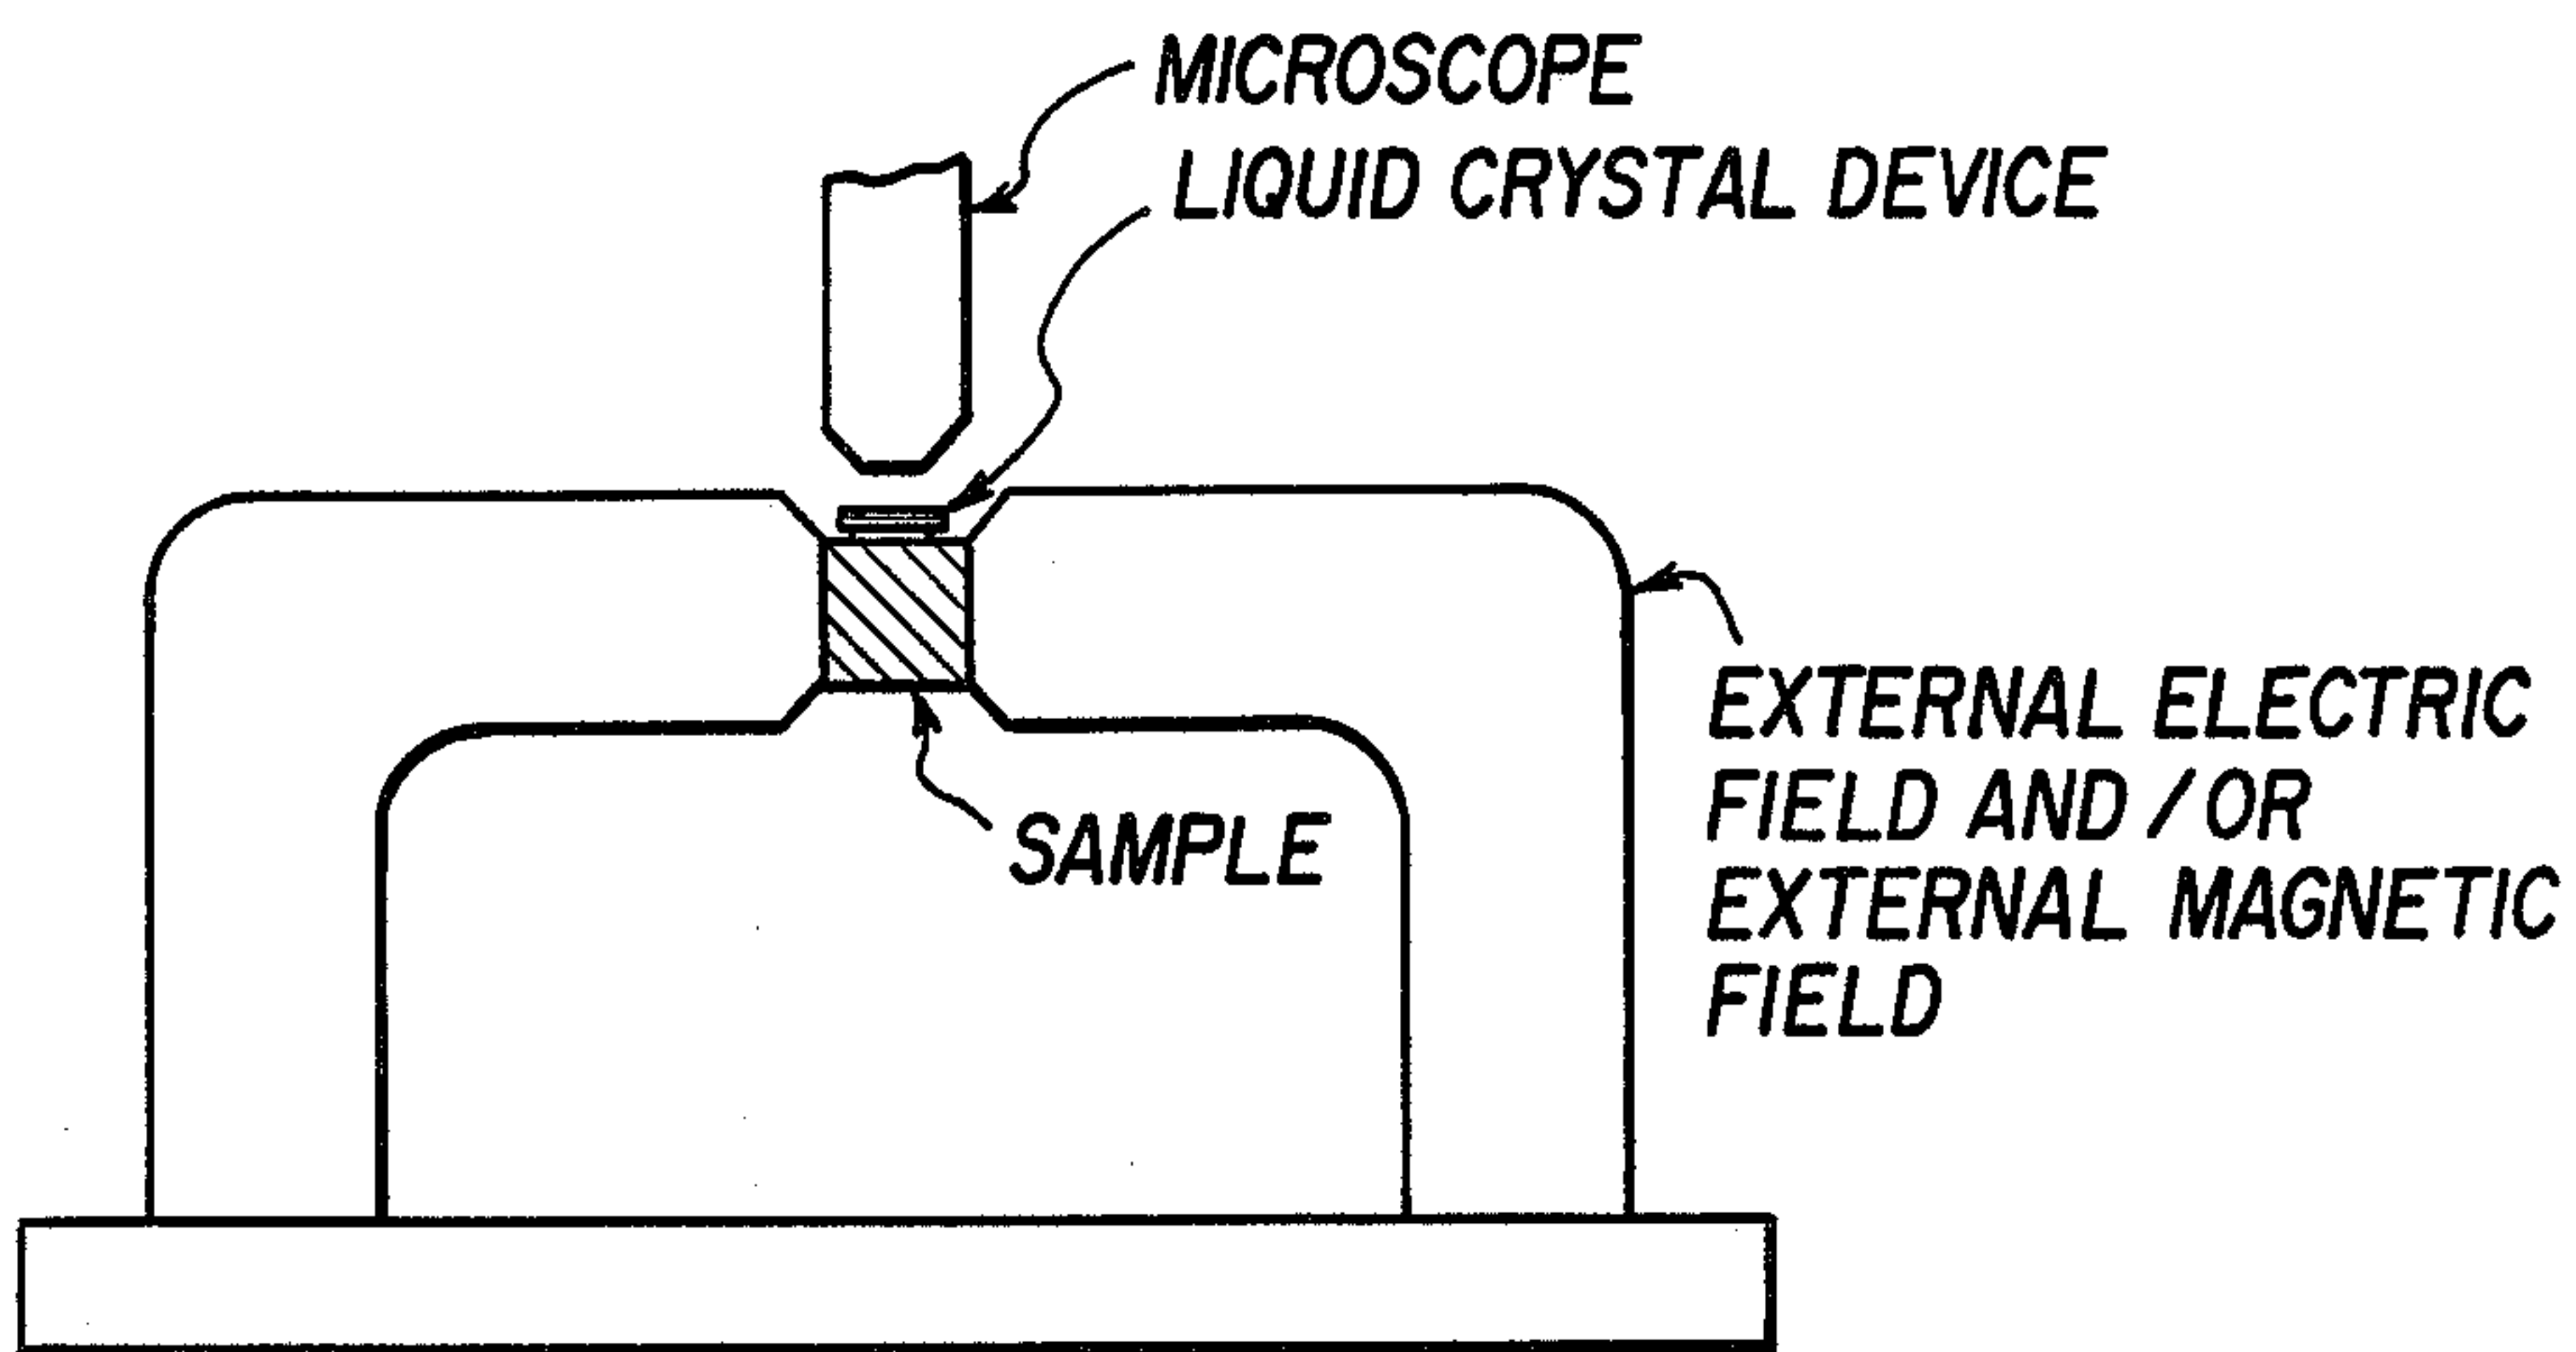 MICROSCOPE
LIQUID CRYSTAL DEVICE
SAMPLE
EXTERNAL ELECTRIC
FIELD AND / OR
EXTERNAL MAGNETIC
FIELD